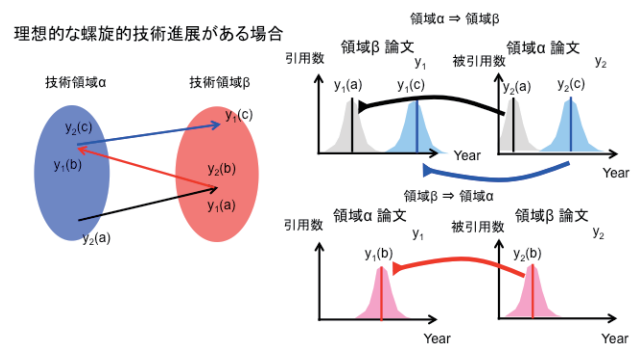 理想的な螺旋的技術進展がある場合
技術領域α
技術領域β
y₂(c)
y₁(b)
y₂(a)
y₁(c)
y₂(b)
y₁(a)
領域α ⇒ 領域β
引用数
領域β 論文
y₁
y₁(a)
y₁(c)
Year
被引用数
領域α 論文
y₂
y₂(a)
y₂(c)
Year
領域β ⇒ 領域α
引用数
領域α 論文
y₁
y₁(b)
Year
被引用数
領域β 論文
y₂
y₂(b)
Year